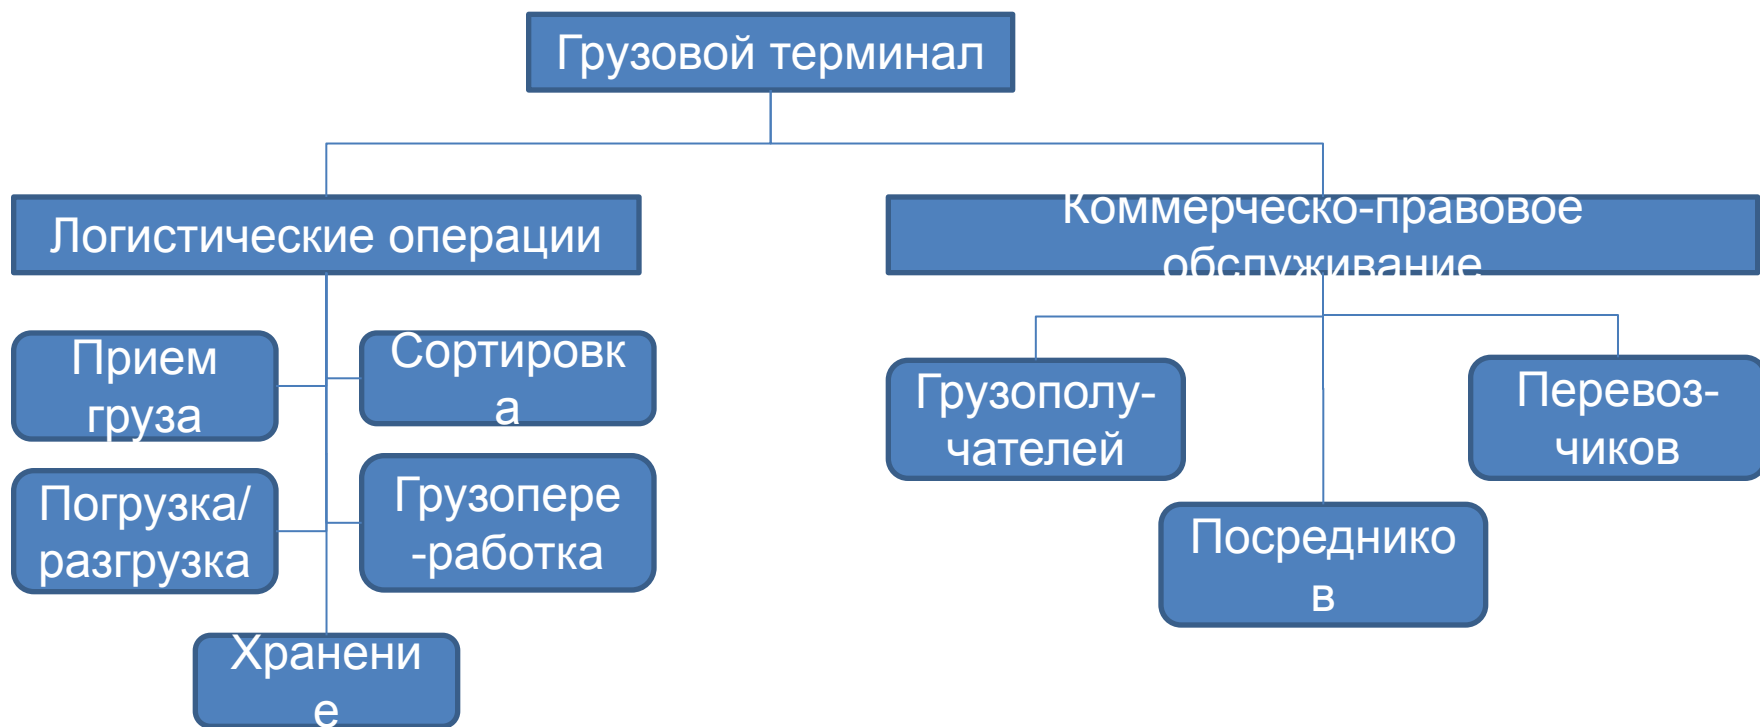 Грузовой терминал
Логистические операции
Коммерческо-правовое
обслуживание
Прием
груза
Сортировк
а
Погрузка/
разгрузка
Грузопере
-работка
Хранени
е
Грузополу-
чателей
Перевоз-
чиков
Посреднико
в